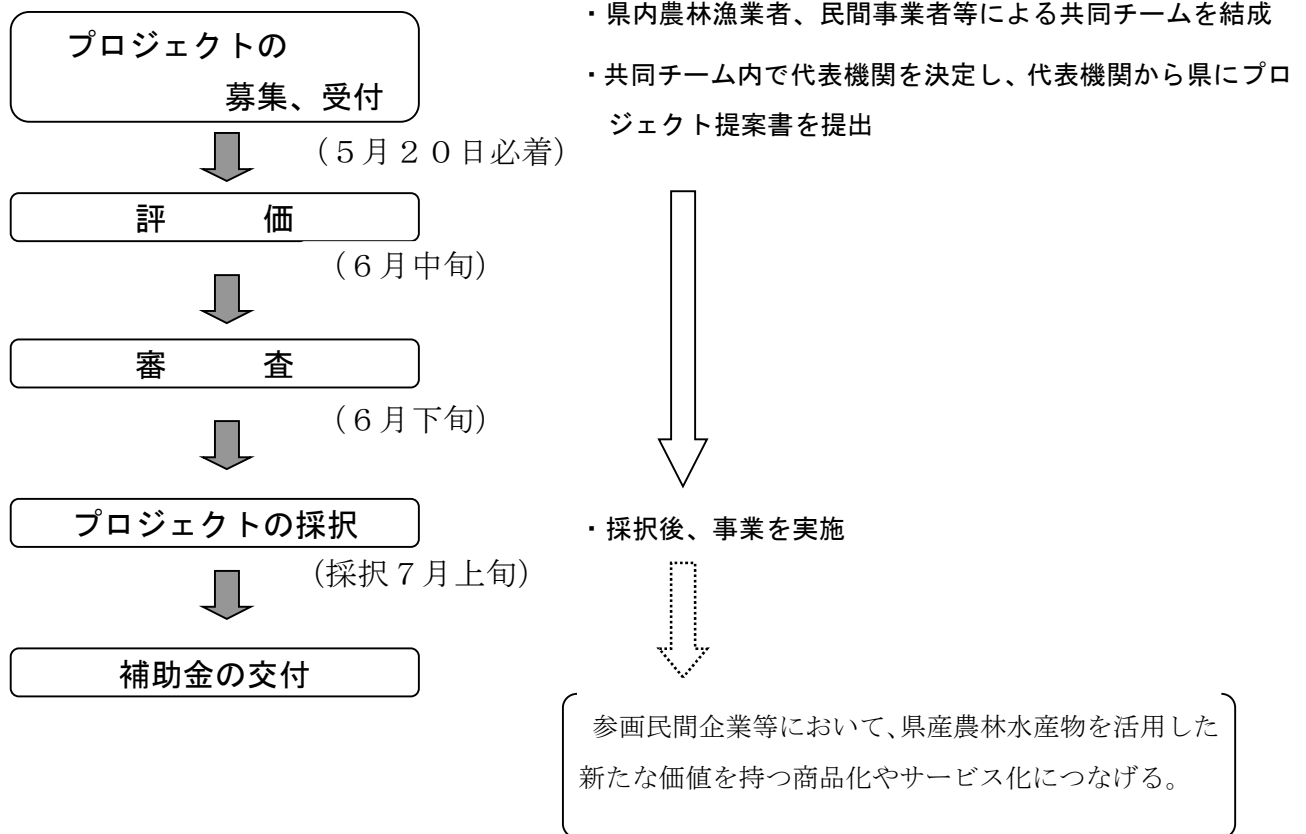 プロジェクトの
募集、受付
(5月20日必着)
評　価
(6月中旬)
審　査
(6月下旬)
プロジェクトの採択
(採択7月上旬)
補助金の交付
・県内農林漁業者、民間事業者等による共同チームを結成
・共同チーム内で代表機関を決定し、代表機関から県にプロ
ジェクト提案書を提出
・採択後、事業を実施
参画民間企業等において、県産農林水産物を活用した
新たな価値を持つ商品化やサービス化につなげる。